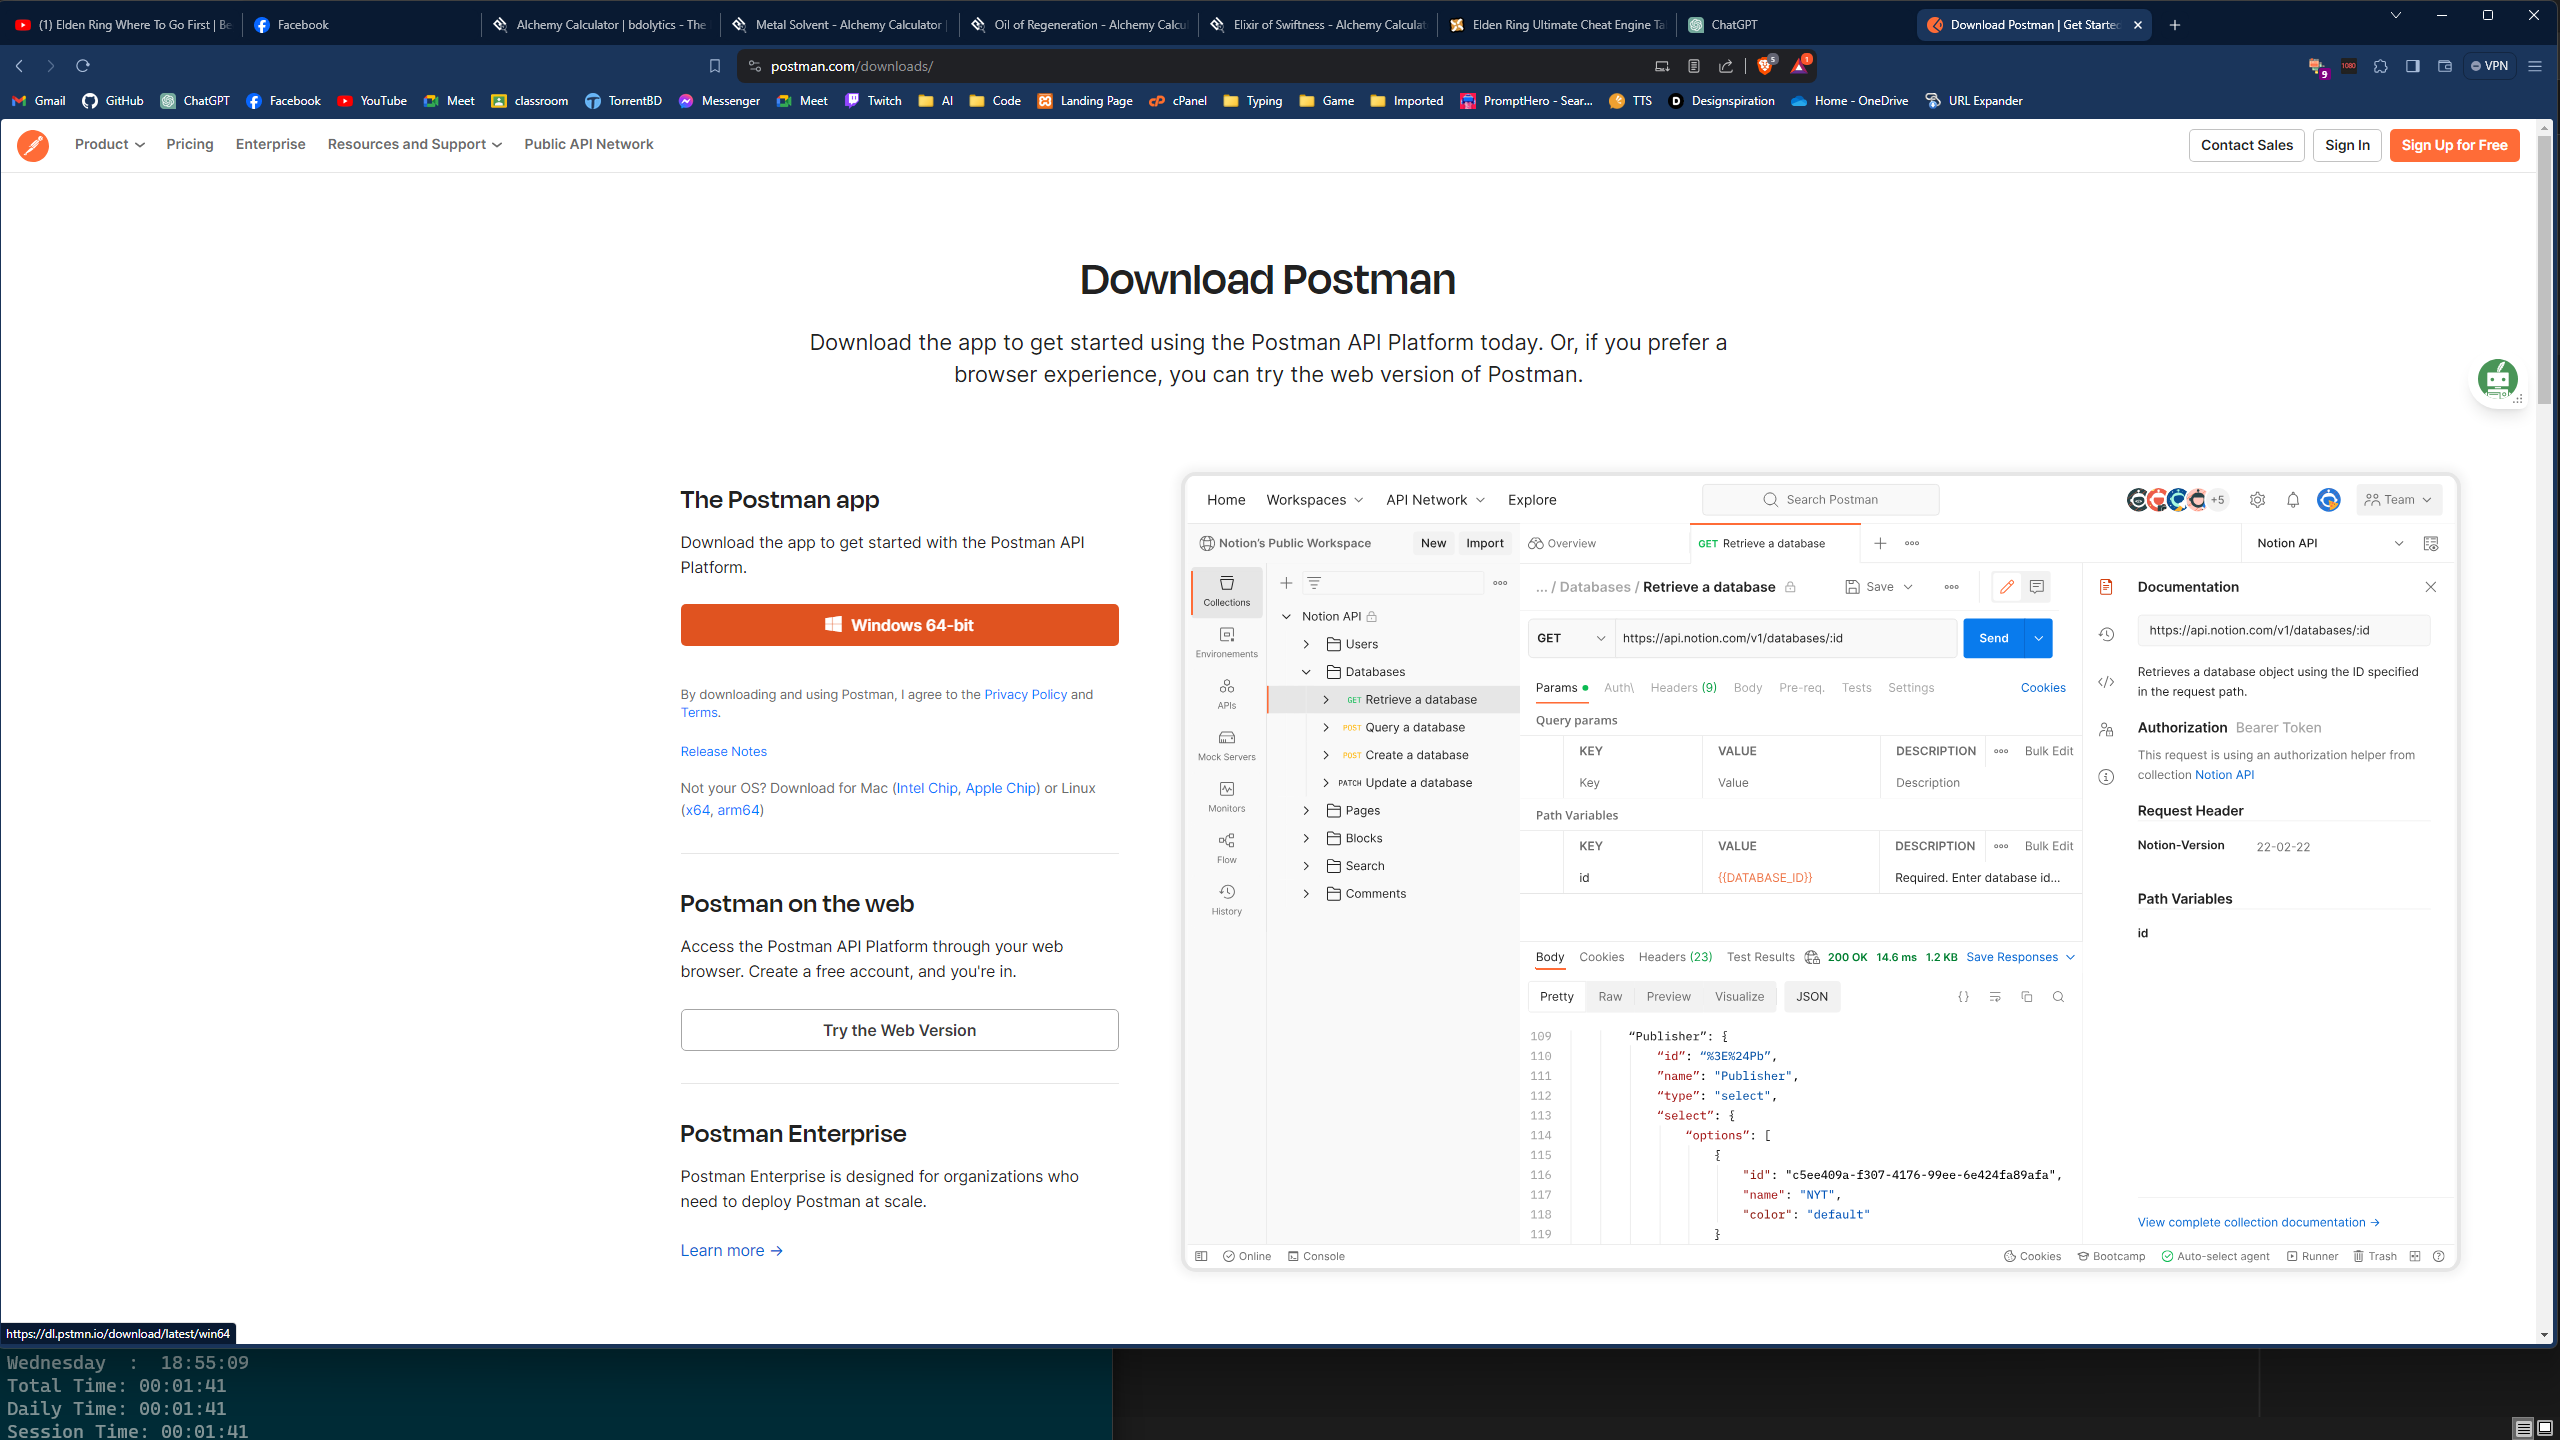 (1) Elden Ring Where To Go First | Be
Facebook
Alchemy Calculator | bdolytics - The
Metal Solvent - Alchemy Calculator |
Oil of Regeneration - Alchemy Calcul
Elixir of Swiftness - Alchemy Calculat
Elden Ring Ultimate Cheat Engine Ta
ChatGPT
Download Postman | Get Started
postman.com/downloads/
5
1
9
1080
VPN
Gmail
GitHub
ChatGPT
Facebook
YouTube
Meet
classroom
TorrentBD
Messenger
Meet
Twitch
AI
Code
Landing Page
cPanel
Typing
Game
Imported
PromptHero - Sear...
TTS
Designspiration
Home - OneDrive
URL Expander
Product
Pricing
Enterprise
Resources and Support
Public API Network
Contact Sales
Sign In
Sign Up for Free
Download Postman
Download the app to get started using the Postman API Platform today. Or, if you prefer a
browser experience, you can try the web version of Postman.
The Postman app
Download the app to get started with the Postman API
Platform.
Windows 64-bit
By downloading and using Postman, I agree to the Privacy Policy and
Terms.
Release Notes
Not your OS? Download for Mac (Intel Chip, Apple Chip) or Linux
(x64, arm64)
Postman on the web
Access the Postman API Platform through your web
browser. Create a free account, and you're in.
Try the Web Version
Postman Enterprise
Postman Enterprise is designed for organizations who
need to deploy Postman at scale.
Learn more →
Home
Workspaces
API Network
Explore
Search Postman
+5
Team
Notion's Public Workspace
New
Import
Overview
GET Retrieve a database
Notion API
Collections
Environements
APIs
Mock Servers
Monitors
Flow
History
Notion API
Users
Databases
GET Retrieve a database
POST Query a database
POST Create a database
PATCH Update a database
Pages
Blocks
Search
Comments
... / Databases / Retrieve a database
Save
GET
https://api.notion.com/v1/databases/:id
Send
Params
Auth\
Headers (9)
Body
Pre-req.
Tests
Settings
Cookies
Query params
KEY
VALUE
DESCRIPTION
Bulk Edit
Key
Value
Description
Path Variables
KEY
VALUE
DESCRIPTION
Bulk Edit
id
{{DATABASE_ID}}
Required. Enter database id...
Body
Cookies
Headers (23)
Test Results
200 OK
14.6 ms
1.2 KB
Save Responses
Pretty
Raw
Preview
Visualize
JSON
{}
109 “Publisher”: {
110 “id”: “%3E%24Pb”,
111 ”name”: "Publisher",
112 “type”: "select",
113 “select”: {
114 “options”: [
115 {
116 "id": "c5ee409a-f307-4176-99ee-6e424fa89afa",
117 "name": "NYT",
118 "color": "default"
119 }
Documentation
https://api.notion.com/v1/databases/:id
Retrieves a database object using the ID specified
in the request path.
Authorization Bearer Token
This request is using an authorization helper from
collection Notion API
Request Header
Notion-Version 22-02-22
Path Variables
id
View complete collection documentation →
Online
Console
Cookies
Bootcamp
Auto-select agent
Runner
Trash
https://dl.pstmn.io/download/latest/win64
Wednesday : 18:55:09
Total Time: 00:01:41
Daily Time: 00:01:41
Session Time: 00:01:41